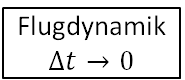 Flugdynamik
Δt → 0